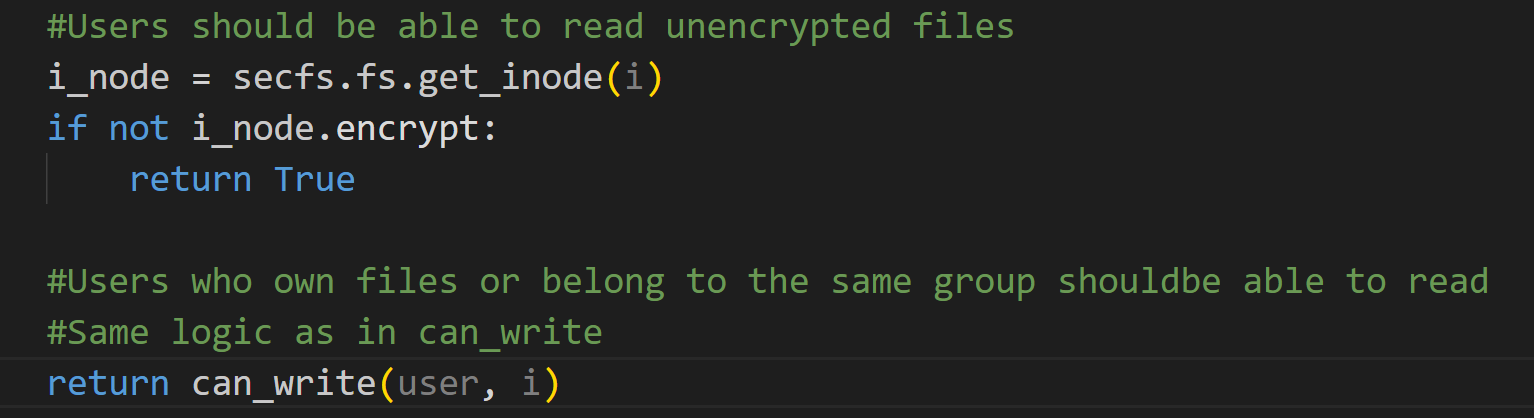 #Users should be able to read unencrypted files
i_node = secfs.fs.get_inode(i)
if not i_node.encrypt:
    return True
#Users who own files or belong to the same group shouldbe able to read
#Same logic as in can_write
return can_write(user, i)